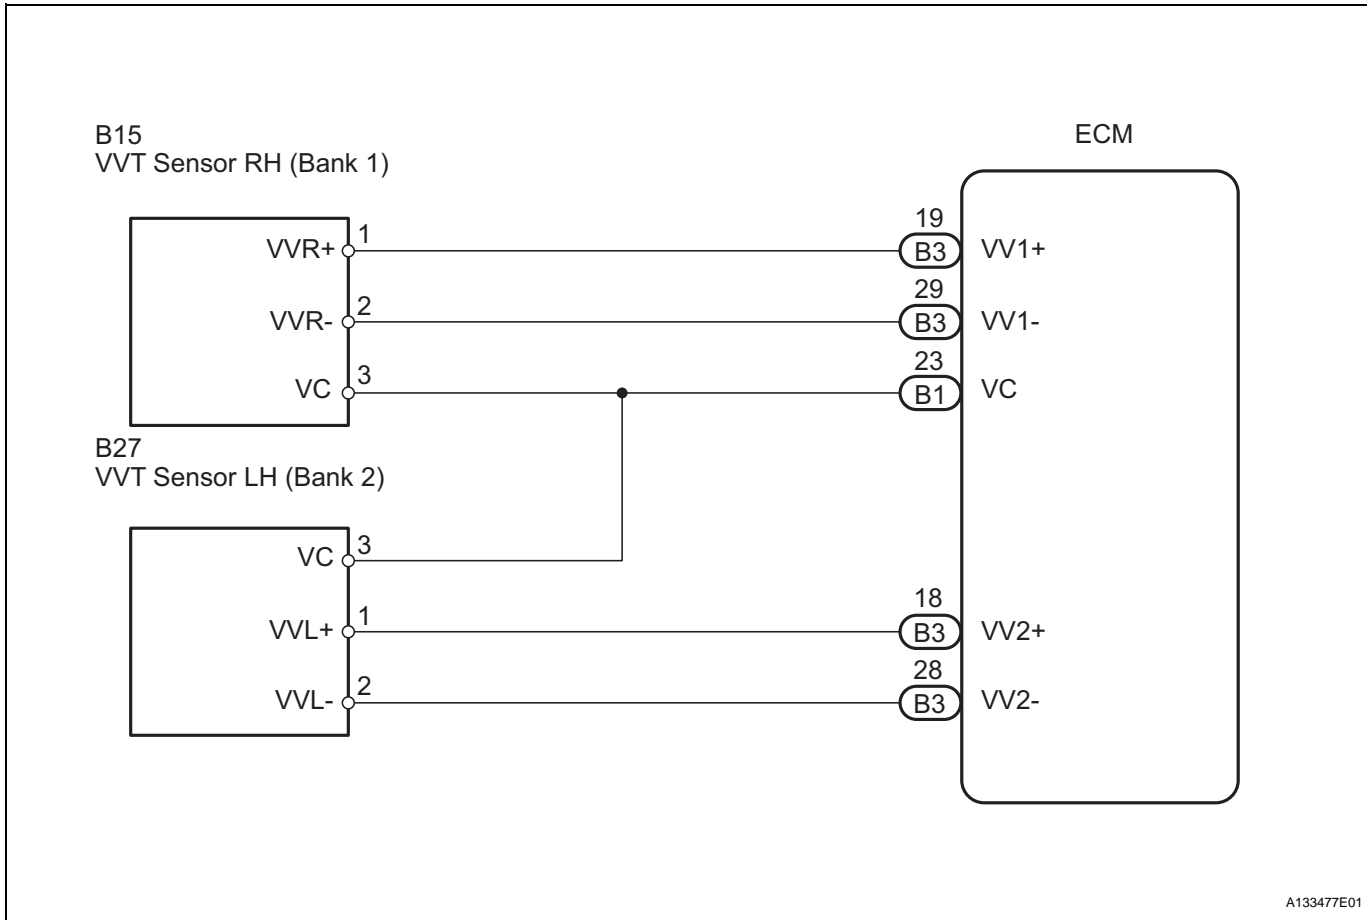 B15
VVT Sensor RH (Bank 1)
ECM
VVR+ 1 19 B3 VV1+
VVR- 2 29 B3 VV1-
VC 3 23 B1 VC
B27
VVT Sensor LH (Bank 2)
VC 3
VVL+ 1 18 B3 VV2+
VVL- 2 28 B3 VV2-
A133477E01